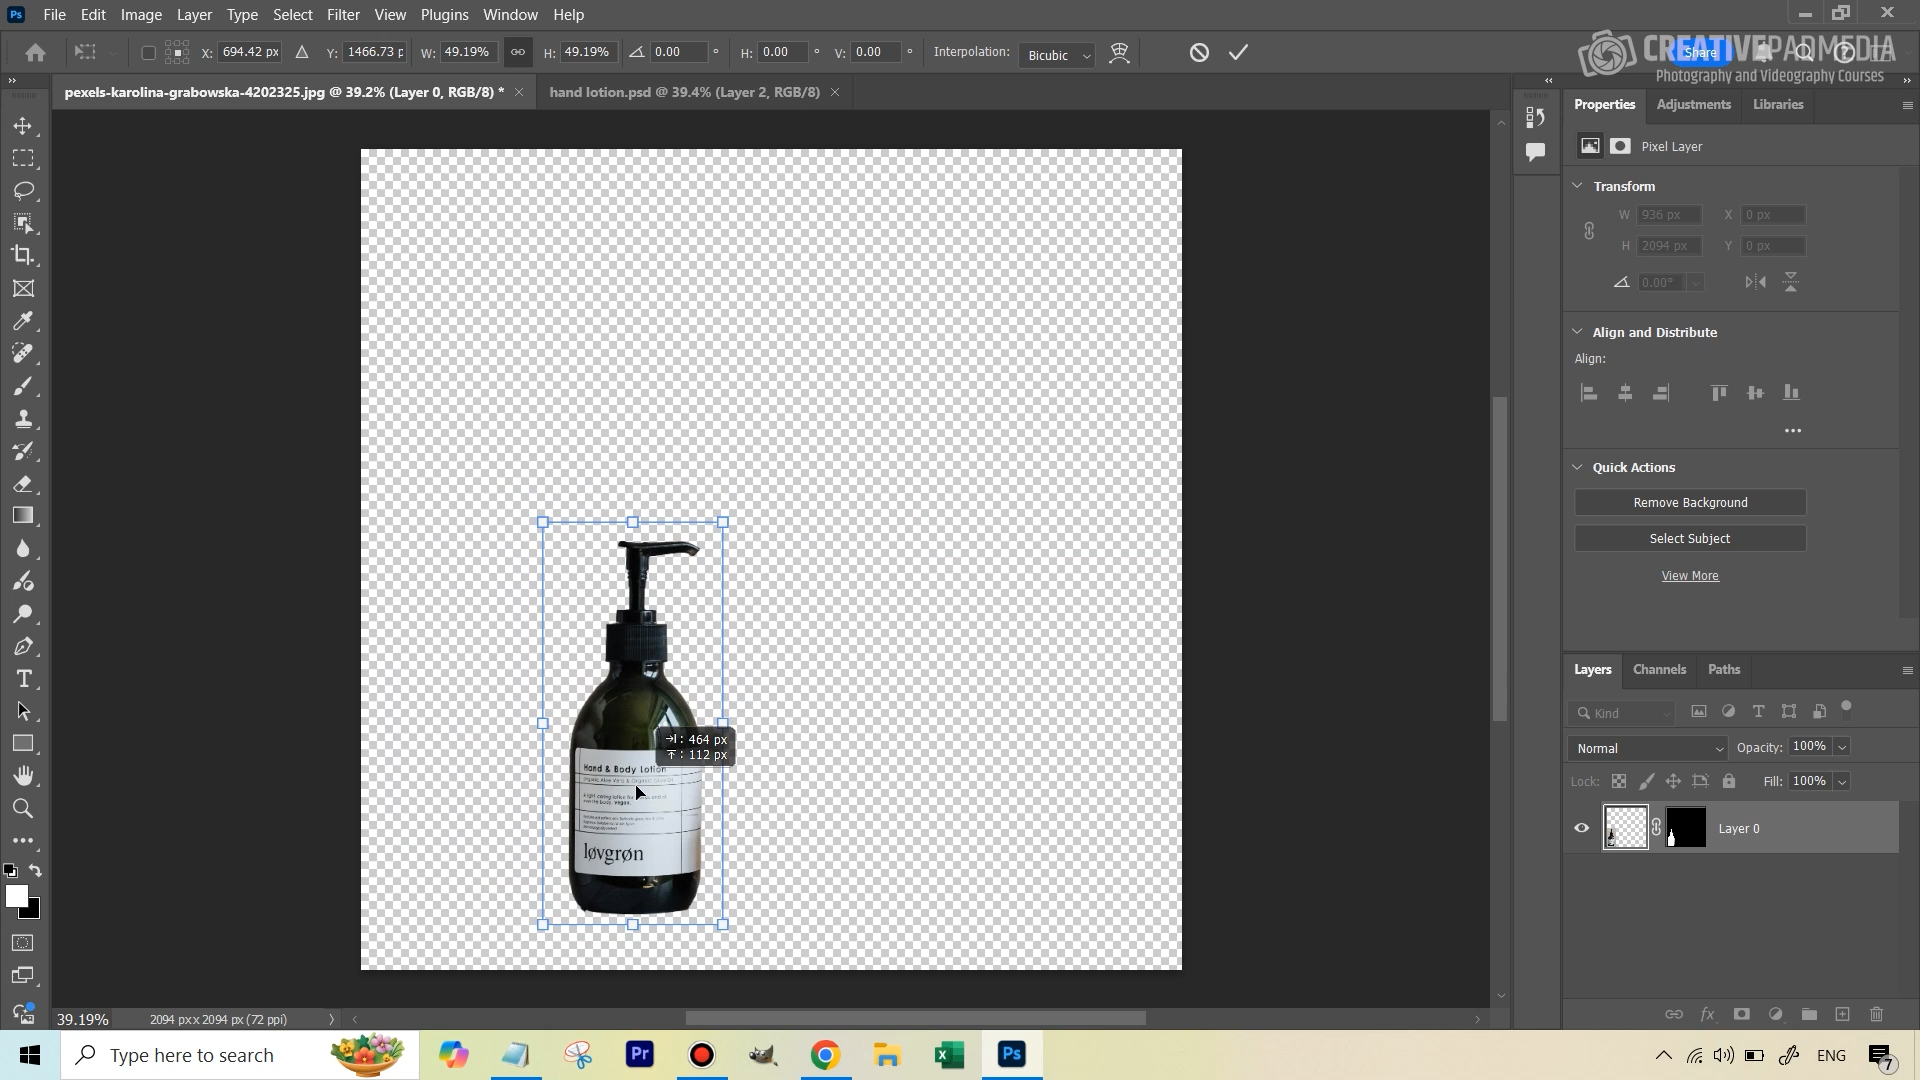 File Edit Image Layer Type Select Filter View Plugins Window Help
X: 694.42 px Y: 1466.73 p W: 49.19% H: 49.19% 0.00 ° H: 0.00 ° V: 0.00 ° Interpolation: Bicubic
Share
CREATIVEPADMEDIA
Photography and Videography Courses
pexels-karolina-grabowska-4202325.jpg @ 39.2% (Layer 0, RGB/8) * hand lotion.psd @ 39.4% (Layer 2, RGB/8)
Properties Adjustments Libraries
Pixel Layer
Transform
W 936 px X 0 px
H 2094 px Y 0 px
0.00°
Align and Distribute
Align:
Quick Actions
Remove Background
Select Subject
View More
Hand & Body Lotion
løvgrøn
: 464 px
: 112 px
Layers Channels Paths
Kind
Normal Opacity: 100%
Lock: Fill: 100%
Layer 0
39.19% 2094 px x 2094 px (72 ppi)
Type here to search
Pr
Ps
ENG
7